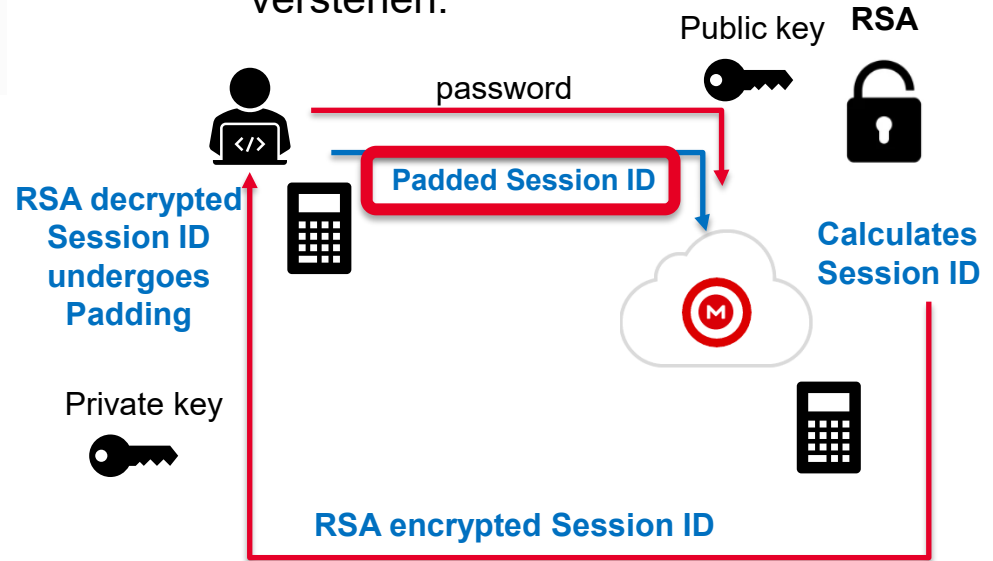 verstehen.
Public key
RSA
password
</>
Padded Session ID
RSA decrypted
Session ID
undergoes
Padding
Calculates
Session ID
M
Private key
RSA encrypted Session ID